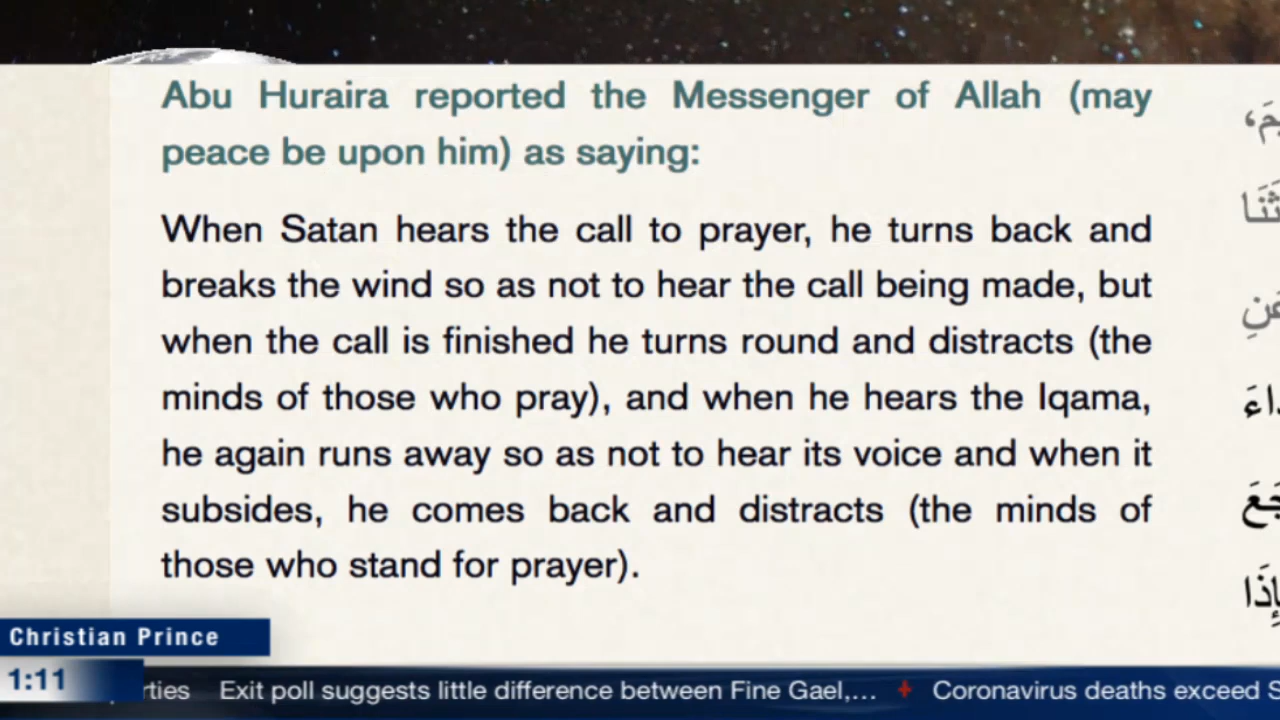 Abu Huraira reported the Messenger of Allah (may
peace be upon him) as saying:
When Satan hears the call to prayer, he turns back and
breaks the wind so as not to hear the call being made, but
when the call is finished he turns round and distracts (the
minds of those who pray), and when he hears the Iqama,
he again runs away so as not to hear its voice and when it
subsides, he comes back and distracts (the minds of
those who stand for prayer).
Christian Prince
1:11
rties Exit poll suggests little difference between Fine Gael,... Coronavirus deaths exceed S